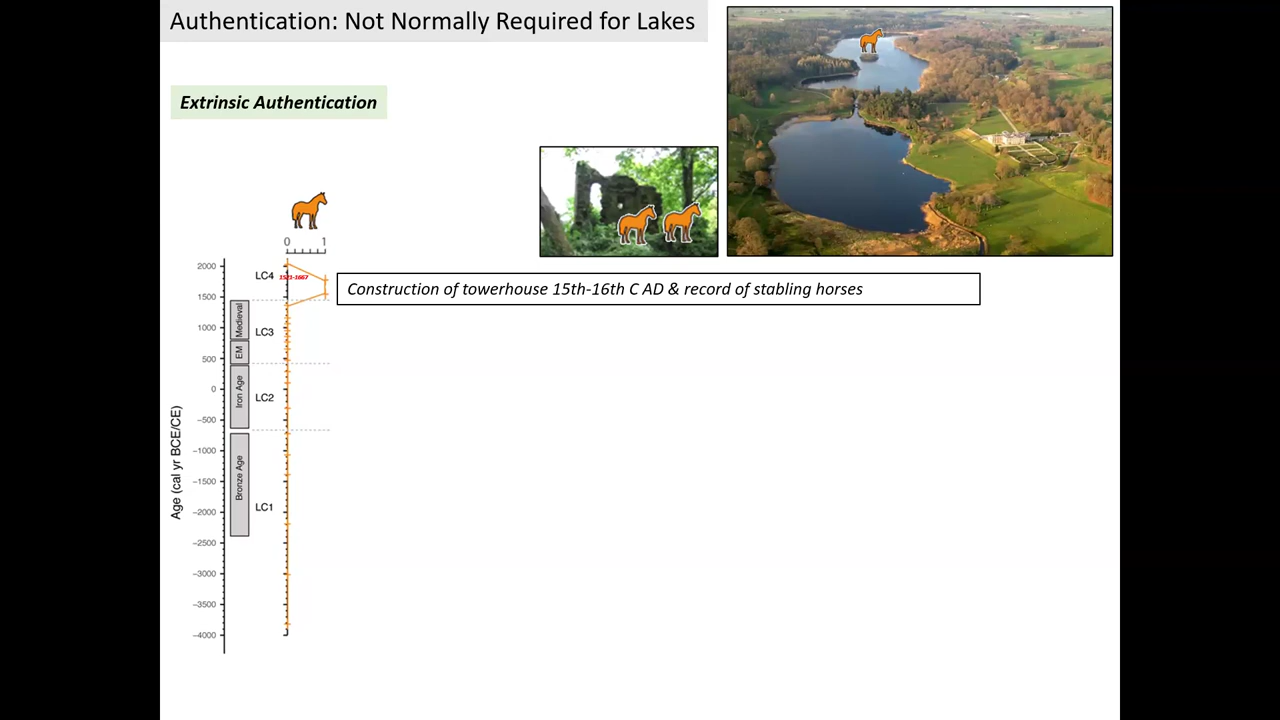 Authentication: Not Normally Required for Lakes
Extrinsic Authentication
0 1
2000
1500
1000
500
0
−500
−1000
−1500
−2000
−2500
−3000
−3500
−4000
Age (cal yr BCE/CE)
Medieval
EM
Iron Age
Bronze Age
LC4
LC3
LC2
LC1
1521-1667
Construction of towerhouse 15th-16th C AD & record of stabling horses